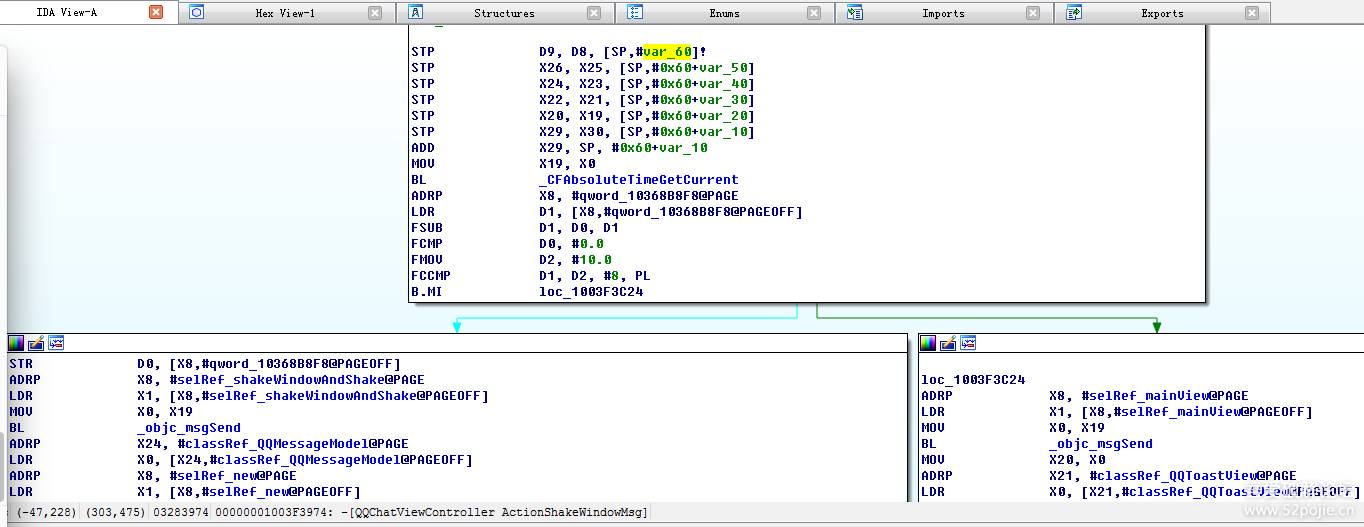 IDA View-A Hex View-1 Structures Enums Imports Exports
STP D9, D8, [SP,#var_60]!
STP X26, X25, [SP,#0x60+var_50]
STP X24, X23, [SP,#0x60+var_40]
STP X22, X21, [SP,#0x60+var_30]
STP X20, X19, [SP,#0x60+var_20]
STP X29, X30, [SP,#0x60+var_10]
ADD X29, SP, #0x60+var_10
MOV X19, X0
BL _CFAbsoluteTimeGetCurrent
ADRP X8, #qword_10368B8F8@PAGE
LDR D1, [X8,#qword_10368B8F8@PAGEOFF]
FSUB D1, D0, D1
FCMP D0, #0.0
FMOV D2, #10.0
FCCMP D1, D2, #8, PL
B.MI loc_1003F3C24
STR D0, [X8,#qword_10368B8F8@PAGEOFF]
ADRP X8, #selRef_shakeWindowAndShake@PAGE
LDR X1, [X8,#selRef_shakeWindowAndShake@PAGEOFF]
MOV X0, X19
BL _objc_msgSend
ADRP X24, #classRef_QQMessageModel@PAGE
LDR X0, [X24,#classRef_QQMessageModel@PAGEOFF]
ADRP X8, #selRef_new@PAGE
LDR X1, [X8,#selRef_new@PAGEOFF]
loc_1003F3C24
ADRP X8, #selRef_mainView@PAGE
LDR X1, [X8,#selRef_mainView@PAGEOFF]
MOV X0, X19
BL _objc_msgSend
MOV X20, X0
ADRP X21, #classRef_QQToastView@PAGE
LDR X0, [X21,#classRef_QQToastView@PAGEOFF]
(-47,228) (303,475) 03283974 00000001003F3974: -[QQChatViewController ActionShakeWindowMsg]
www.52pojie.cn